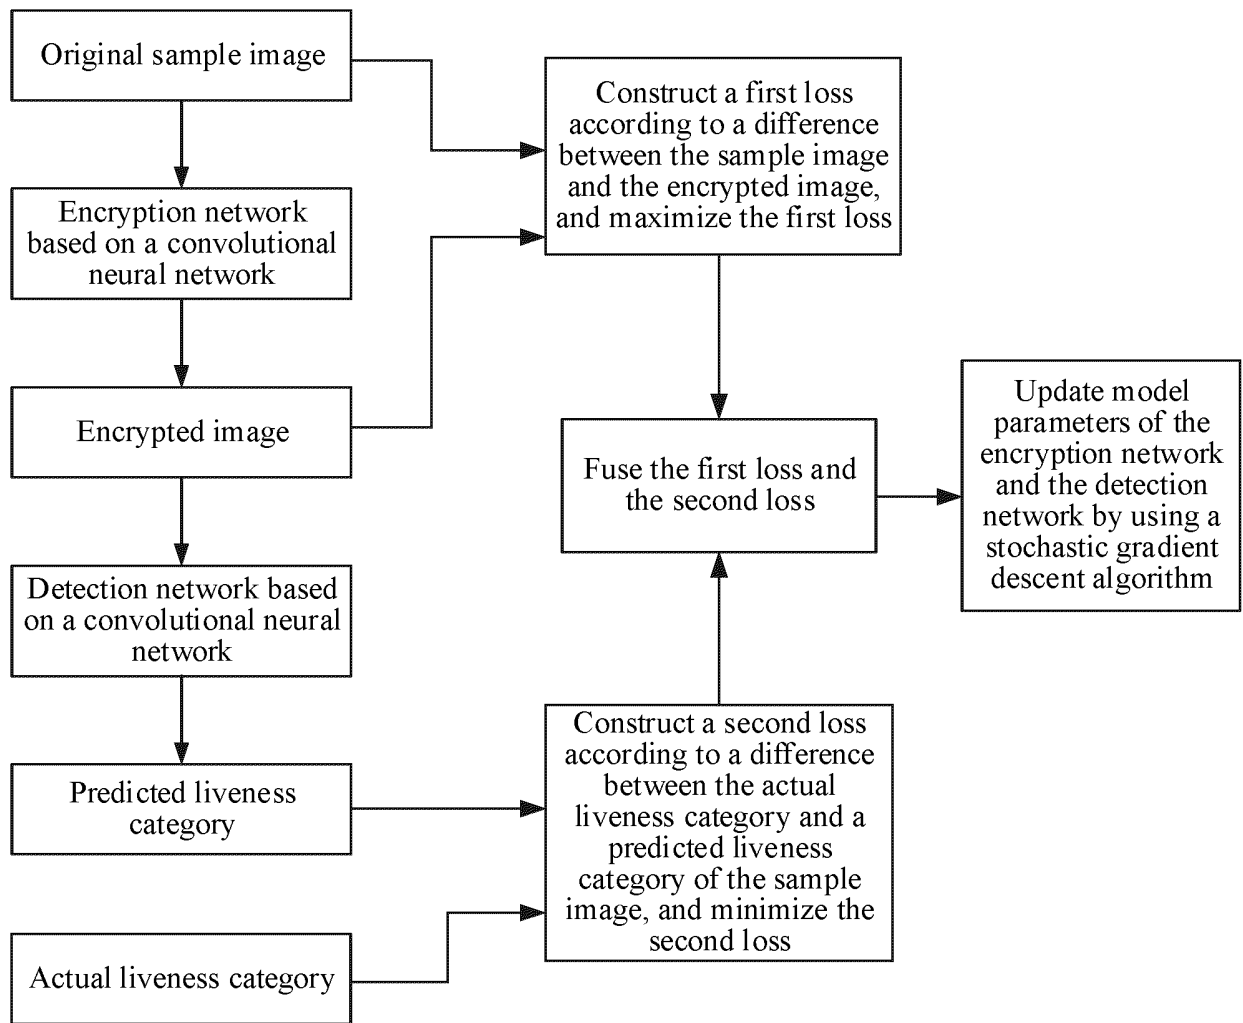 Original sample image
Encryption network
based on a convolutional
neural network
Encrypted image
Detection network based
on a convolutional neural
network
Predicted liveness
category
Actual liveness category
Construct a first loss
according to a difference
between the sample image
and the encrypted image,
and maximize the first loss
Fuse the first loss and
the second loss
Construct a second loss
according to a difference
between the actual
liveness category and a
predicted liveness
category of the sample
image, and minimize the
second loss
Update model
parameters of the
encryption network
and the detection
network by using a
stochastic gradient
descent algorithm